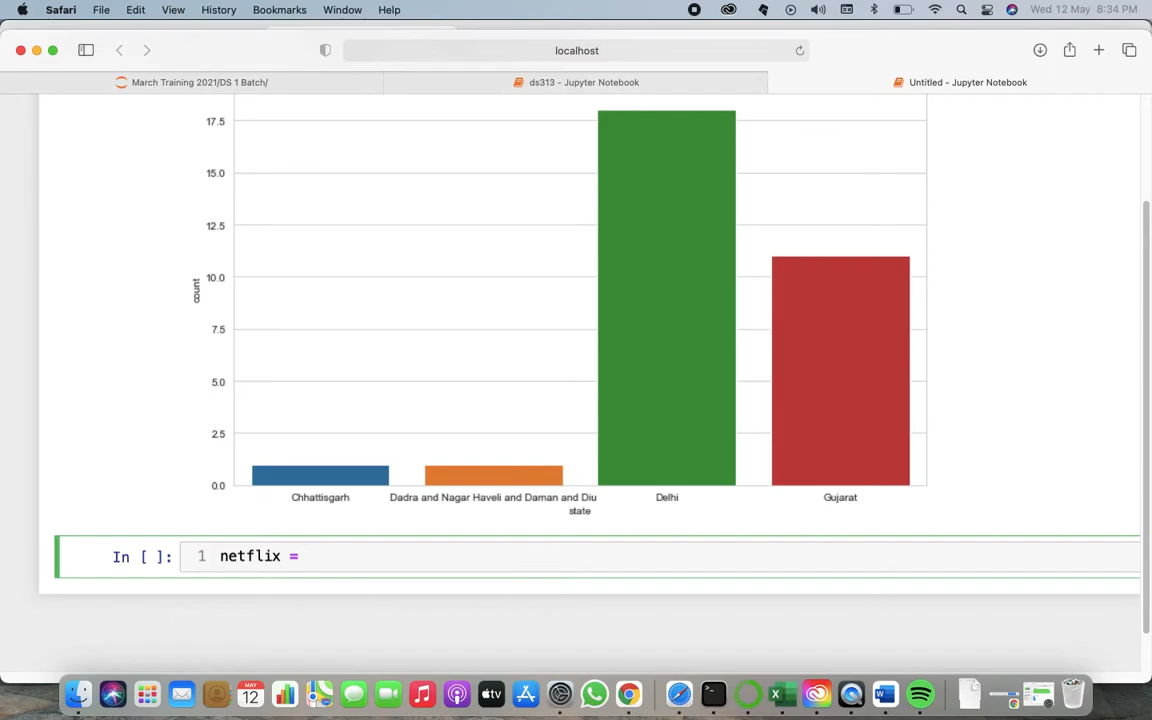 Safari File Edit View History Bookmarks Window Help Wed 12 May 8:34 PM
localhost
March Training 2021/DS 1 Batch/ ds313 - Jupyter Notebook Untitled - Jupyter Notebook
17.5
15.0
12.5
10.0
7.5
5.0
2.5
0.0
count
Chhattisgarh Dadra and Nagar Haveli and Daman and Diu Delhi Gujarat
state
In [ ]: 1 netflix =
MAY
12
tv